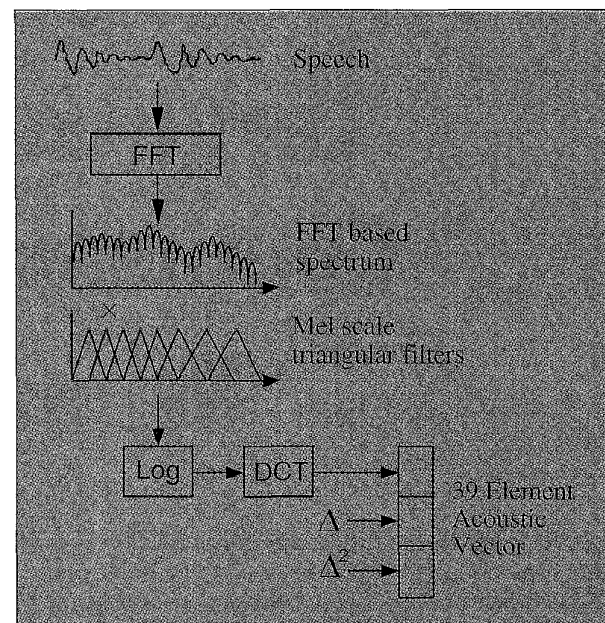 Speech
FFT
FFT based
spectrum
×
Mel scale
triangular filters
Log
DCT
39 Element
Acoustic
Vector
Δ
Δ²